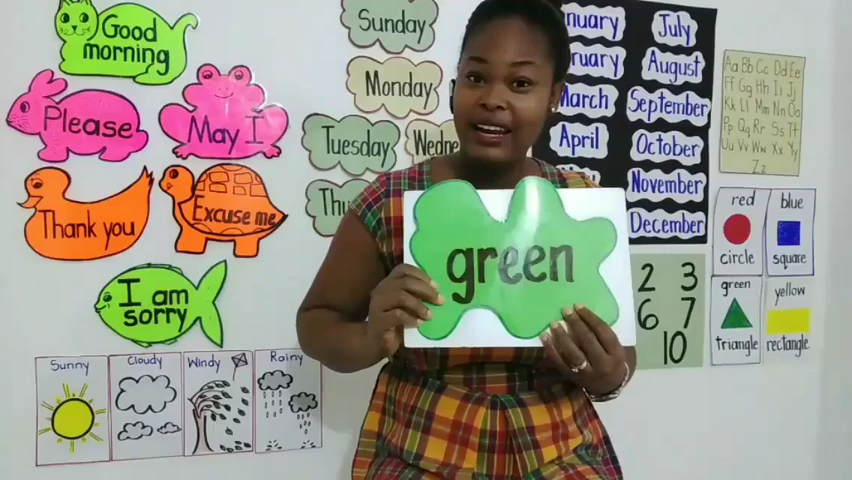 Good
morning
Please
May I
Thank you
Excuse me
I am
sorry
Sunny
Cloudy
Windy
Rainy
Sunday
Monday
Tuesday
green
July
August
March
September
April
October
November
December
2 3
6 7
10
Aa Bb Cc Dd Ee
Ff Gg Hh Ii Jj
Kk Ll Mm Nn Oo
Pp Qq Rr Ss Tt
Uu Vv Ww Xx Yy
Zz
red
circle
blue
square
green
triangle
yellow
rectangle